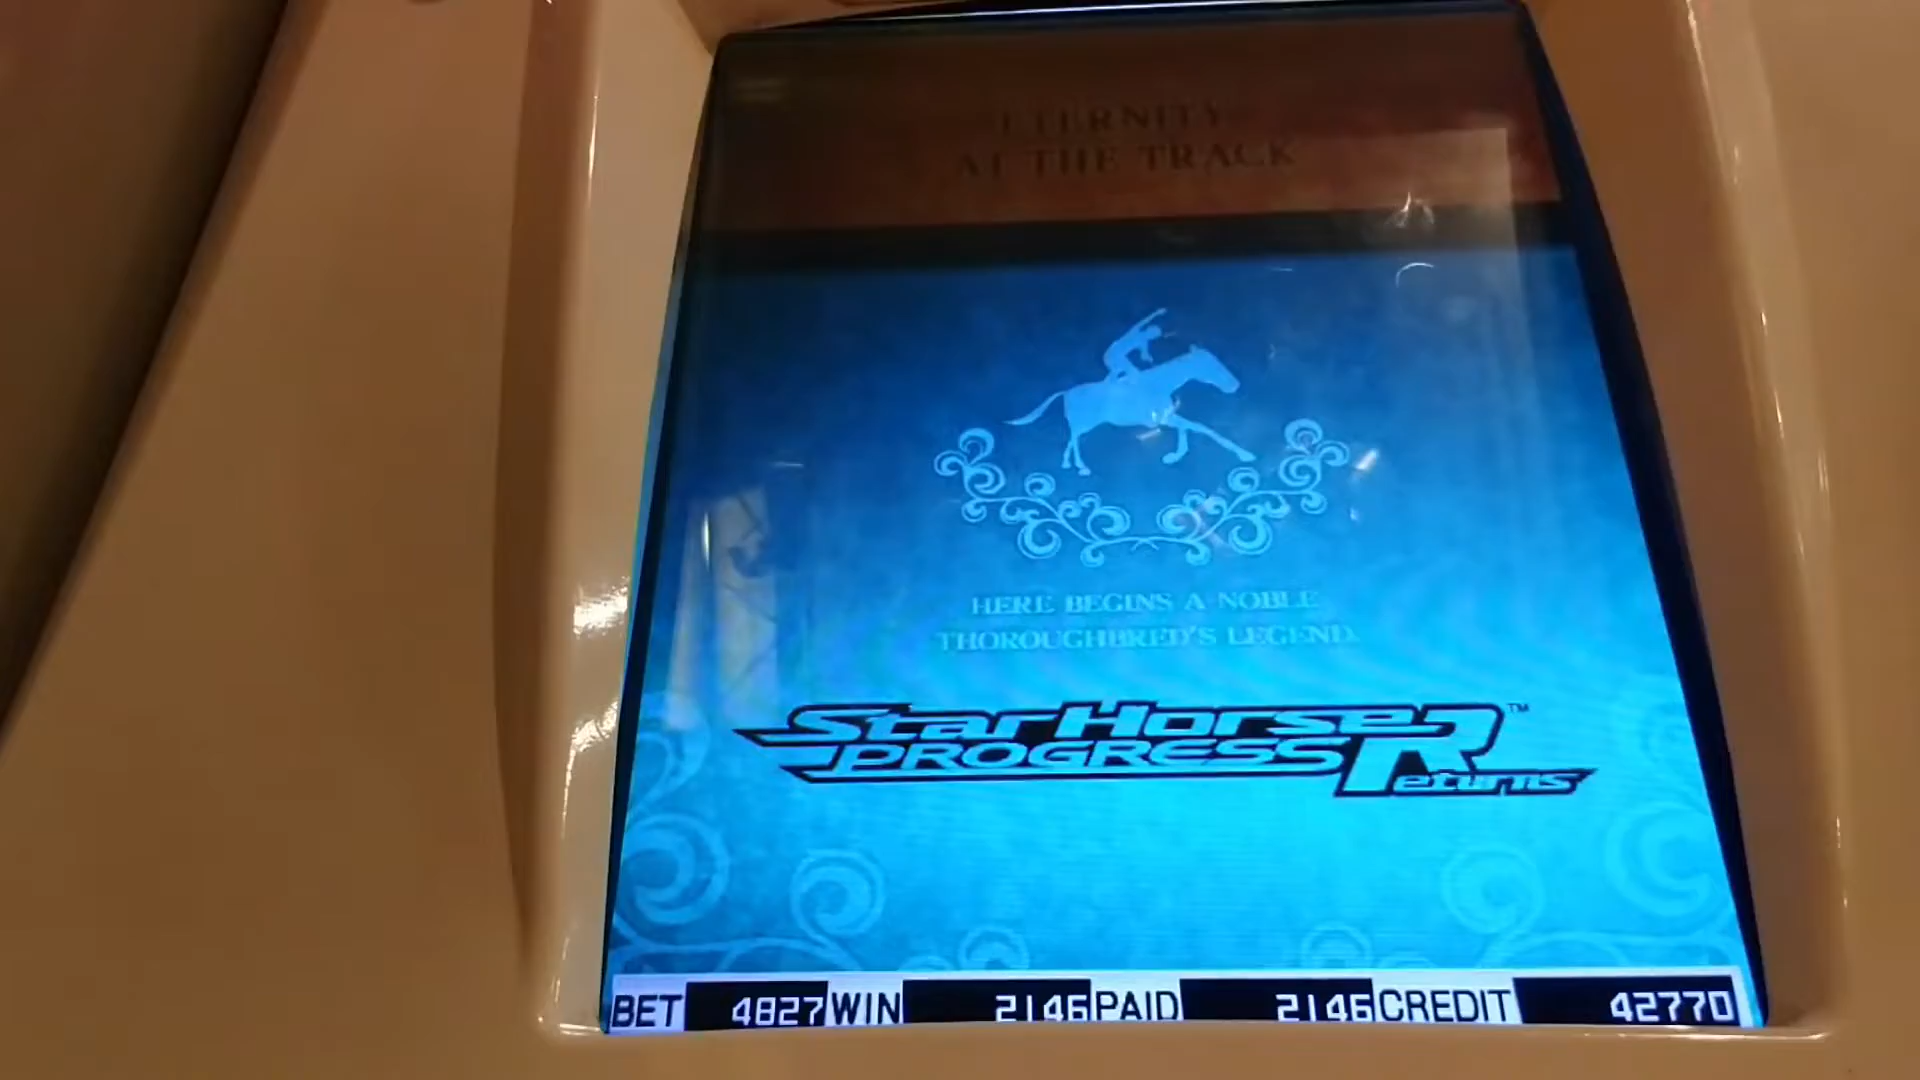 ETERNITY
AT THE TRACK
HERE BEGINS A NOBLE
THOROUGHBRED'S LEGEND.
StarHorse
PROGRESS Returns™
BET 4827 WIN 2146 PAID 2146 CREDIT 42770